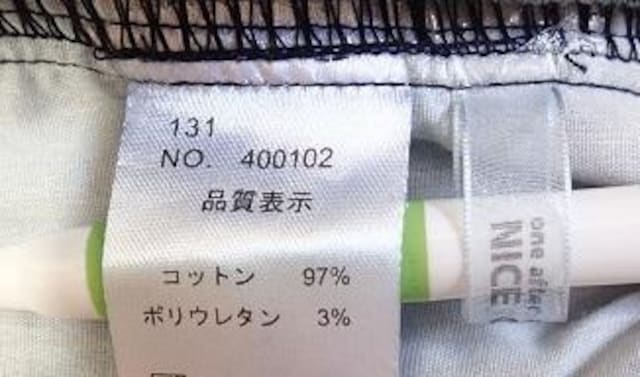 131
NO. 400102
品質表示
コットン 97%
ポリウレタン 3%
one after
NICE